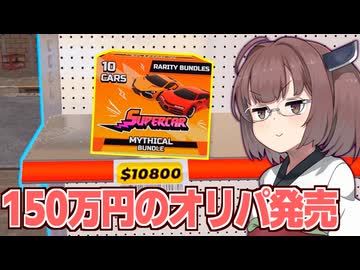 10
CARS
RARITY BUNDLES
SUPERCAR
MYTHICAL
BUNDLE
$10800
150万円のオリパ発売